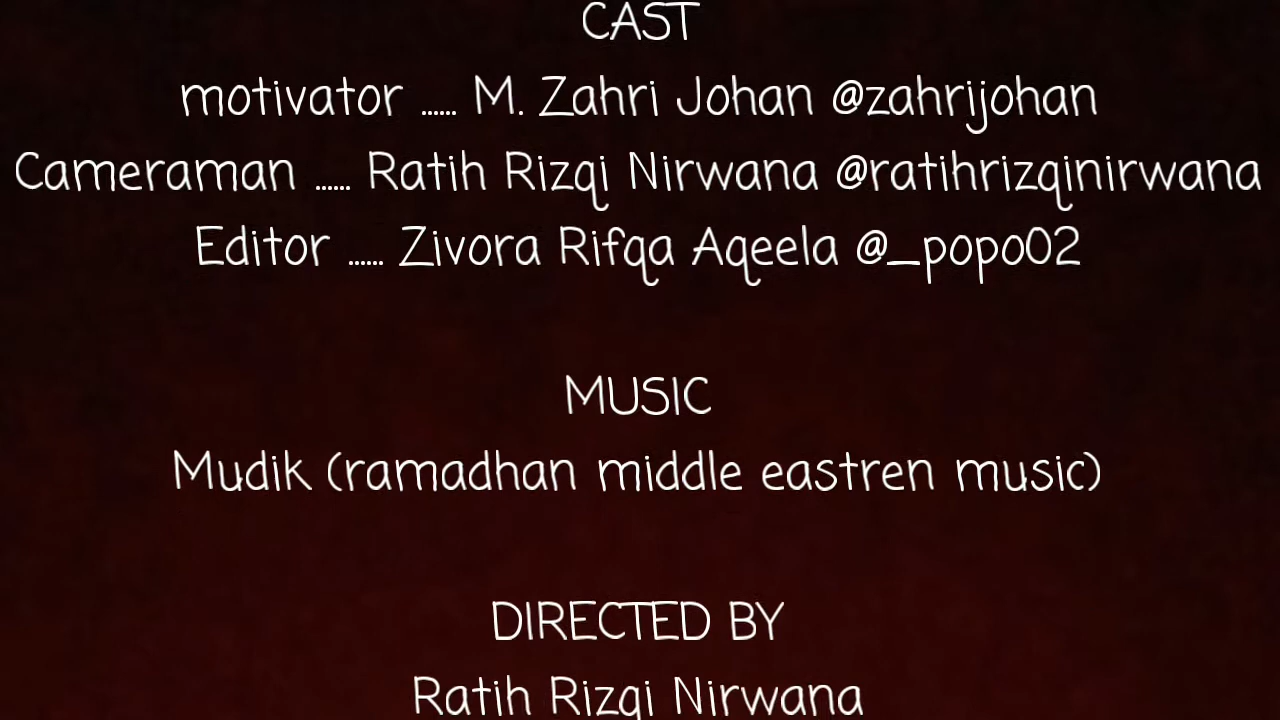 CAST
motivator ...... M. Zahri Johan @zahrijohan
Cameraman ...... Ratih Rizqi Nirwana @ratihrizqinirwana
Editor ...... Zivora Rifqa Aqeela @_popo02
MUSIC
Mudik (ramadhan middle eastren music)
DIRECTED BY
Ratih Rizqi Nirwana